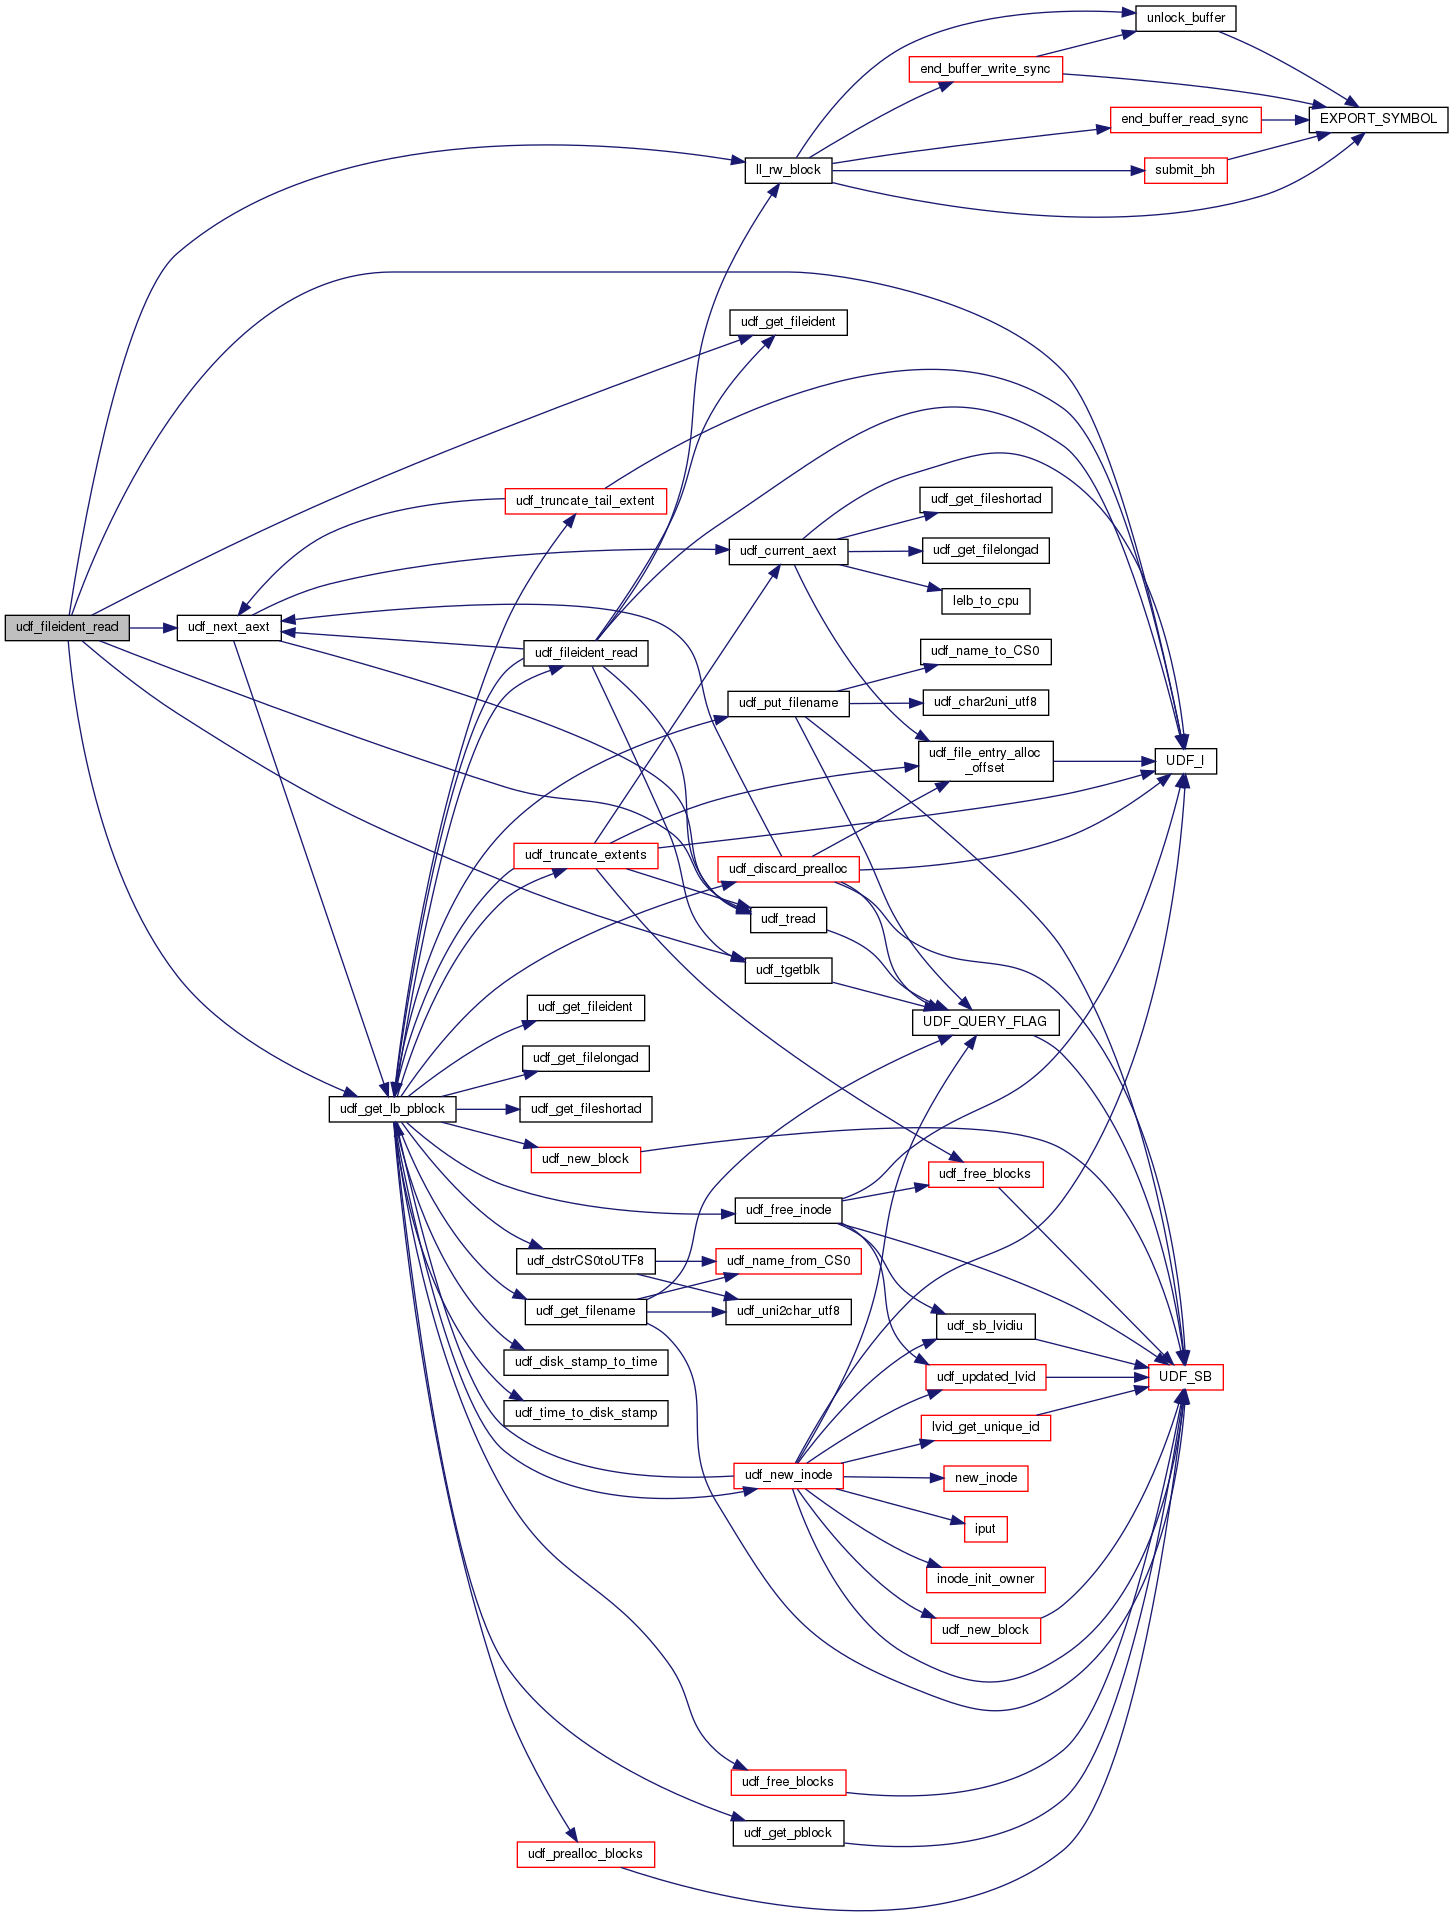 unlock_buffer
end_buffer_write_sync
EXPORT_SYMBOL
end_buffer_read_sync
ll_rw_block
submit_bh
udf_get_fileident
udf_truncate_tail_extent
udf_get_fileshortad
udf_current_aext
udf_get_filelongad
lelb_to_cpu
udf_fileident_read
udf_next_aext
udf_fileident_read
udf_name_to_CS0
udf_put_filename
udf_char2uni_utf8
udf_file_entry_alloc
_offset
UDF_I
udf_truncate_extents
udf_discard_prealloc
udf_tread
udf_tgetblk
udf_get_fileident
UDF_QUERY_FLAG
udf_get_filelongad
udf_get_lb_pblock
udf_get_fileshortad
udf_new_block
udf_free_blocks
udf_free_inode
udf_dstrCS0toUTF8
udf_name_from_CS0
udf_get_filename
udf_uni2char_utf8
udf_sb_lvidiu
udf_disk_stamp_to_time
udf_updated_lvid
UDF_SB
udf_time_to_disk_stamp
lvid_get_unique_id
udf_new_inode
new_inode
iput
inode_init_owner
udf_new_block
udf_free_blocks
udf_get_pblock
udf_prealloc_blocks